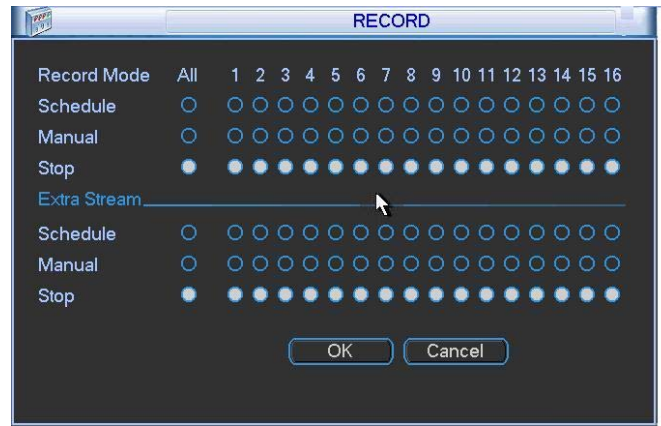 RECORD
Record Mode All 1 2 3 4 5 6 7 8 9 10 11 12 13 14 15 16
Schedule
Manual
Stop
Extra Stream
Schedule
Manual
Stop
OK Cancel